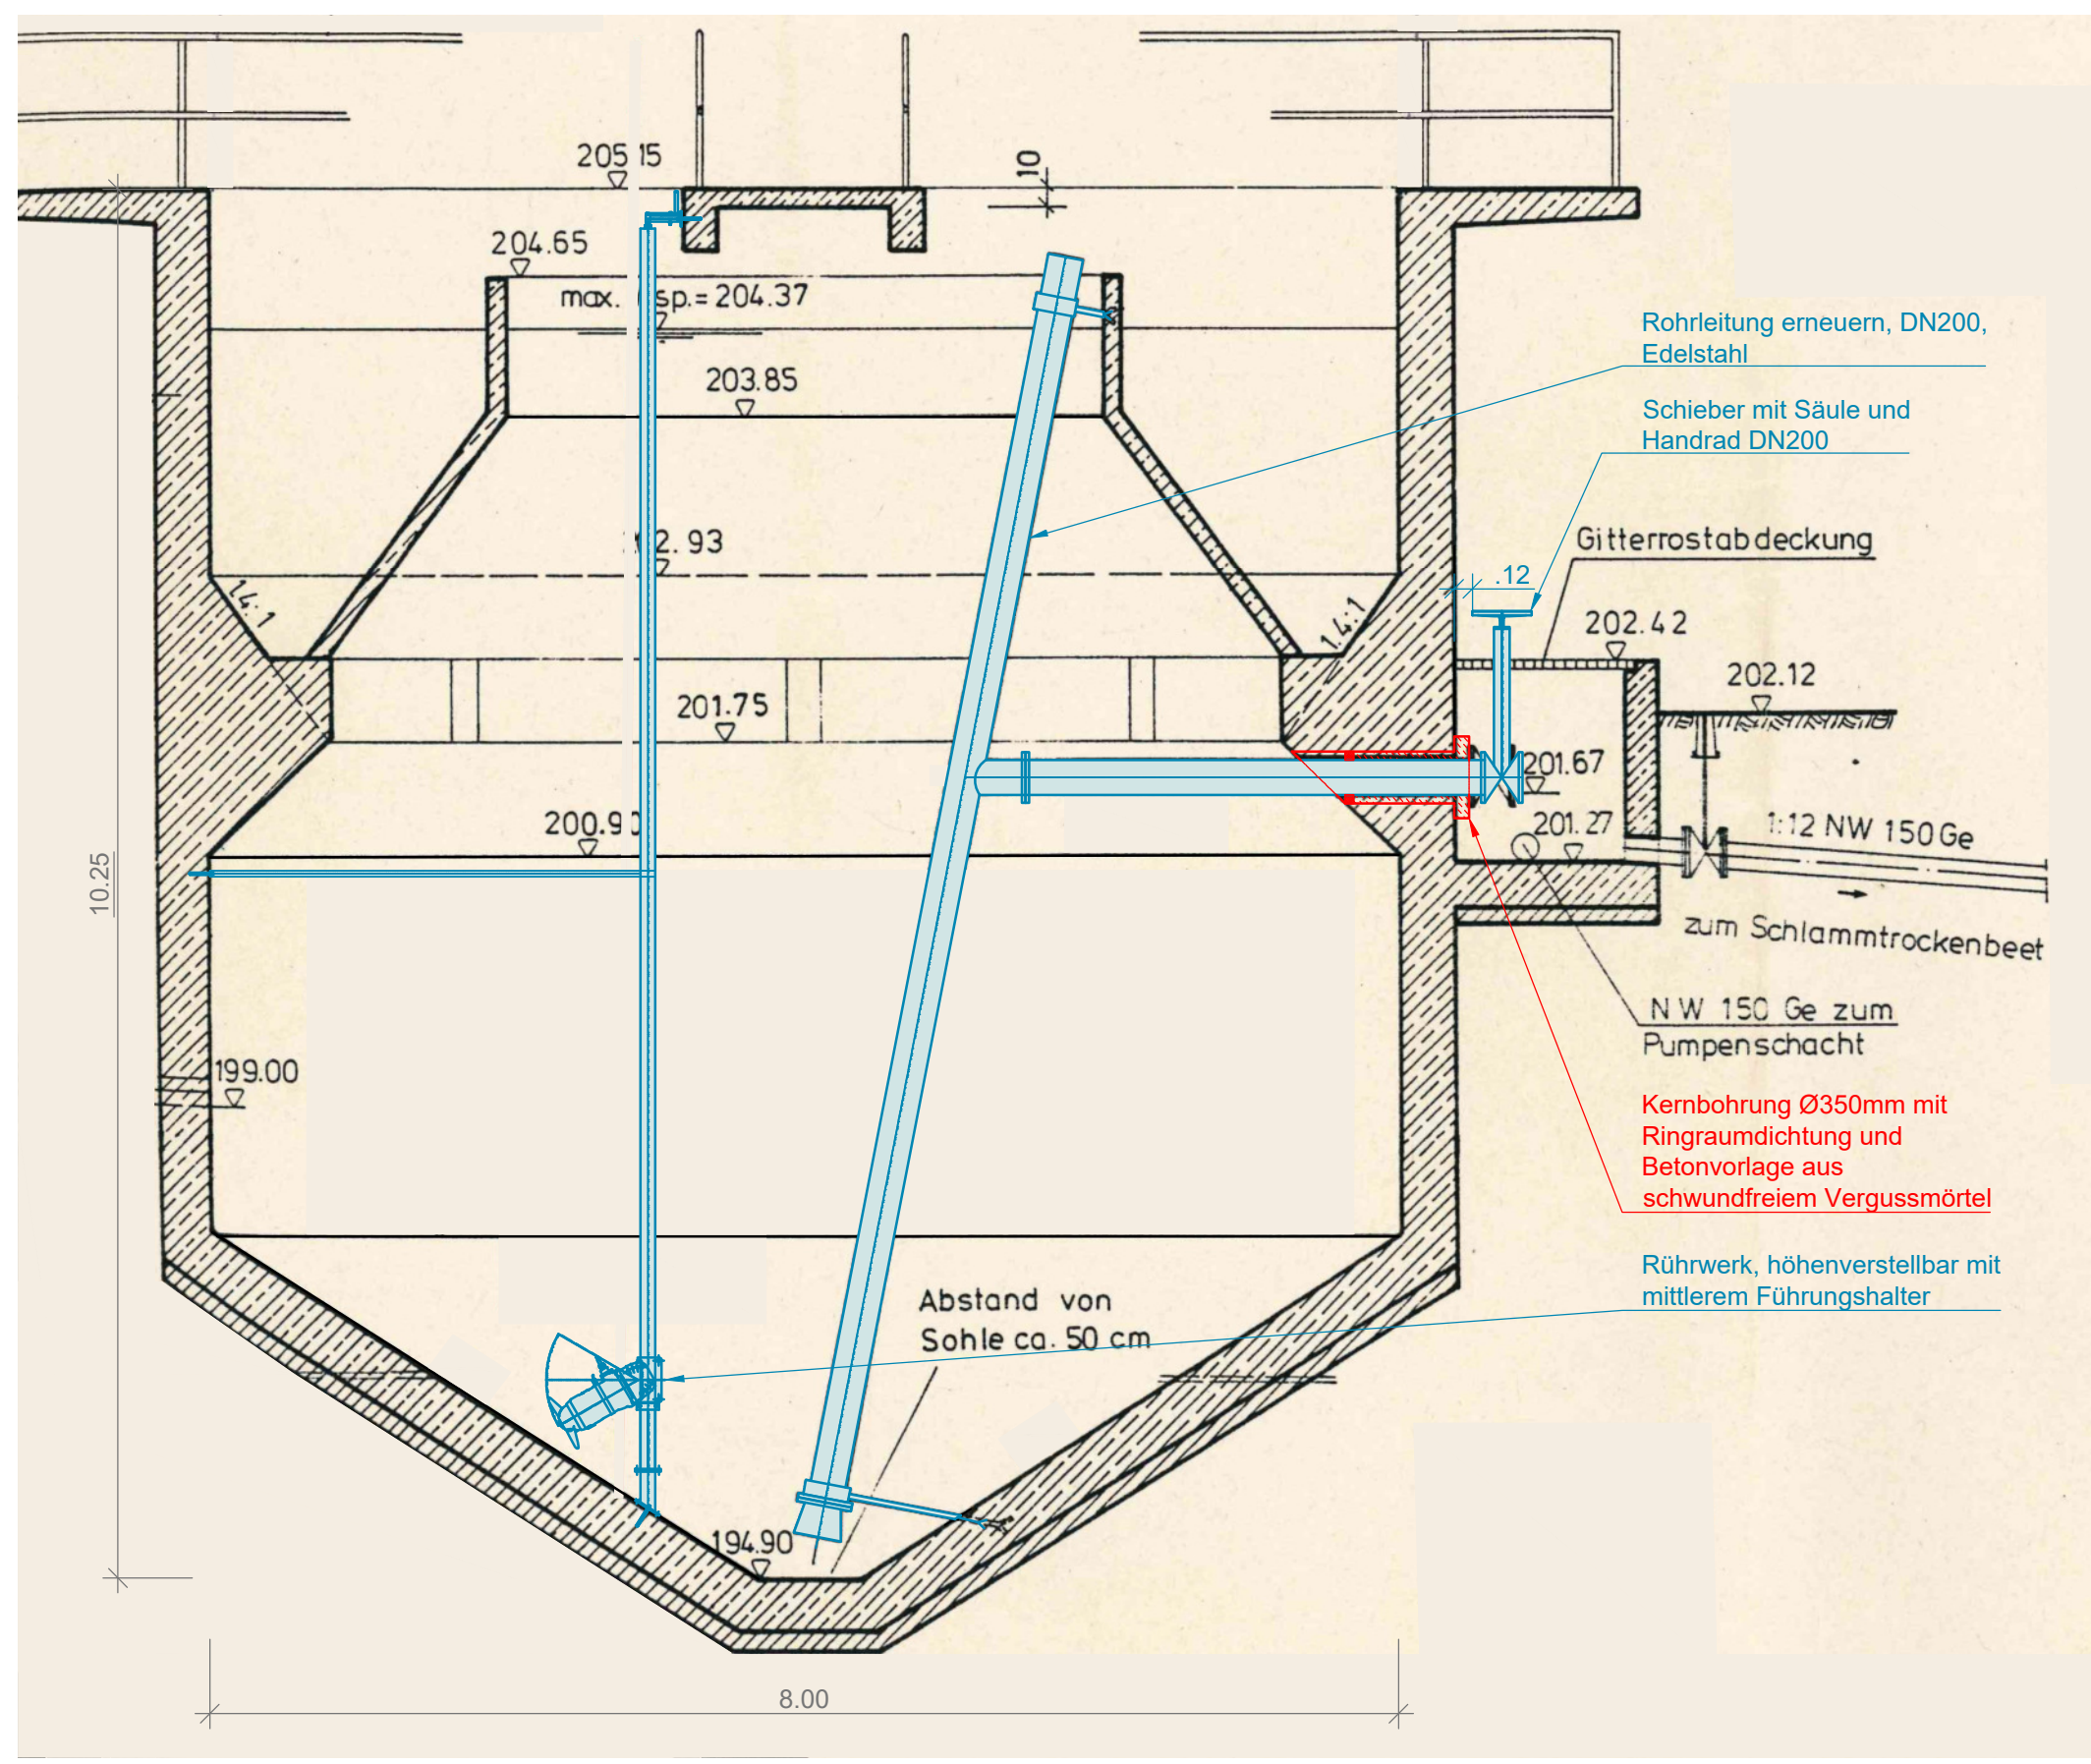 205.15
10
204.65
max.
sp.= 204.37
Rohrleitung erneuern, DN200,
Edelstahl
203.85
Schieber mit Säule und
Handrad DN200
2.93
Gitterrostabdeckung
.12
1.4:1
1.4:1
202.42
201.75
202.12
201.67
200.90
201.27
1:12 NW 150 Ge
10.25
zum Schlammtrockenbeet
NW 150 Ge zum
Pumpenschacht
199.00
Kernbohrung Ø350mm mit
Ringraumdichtung und
Betonvorlage aus
schwundfreiem Vergussmörtel
Rührwerk, höhenverstellbar mit
mittlerem Führungshalter
Abstand von
Sohle ca. 50 cm
194.90
8.00